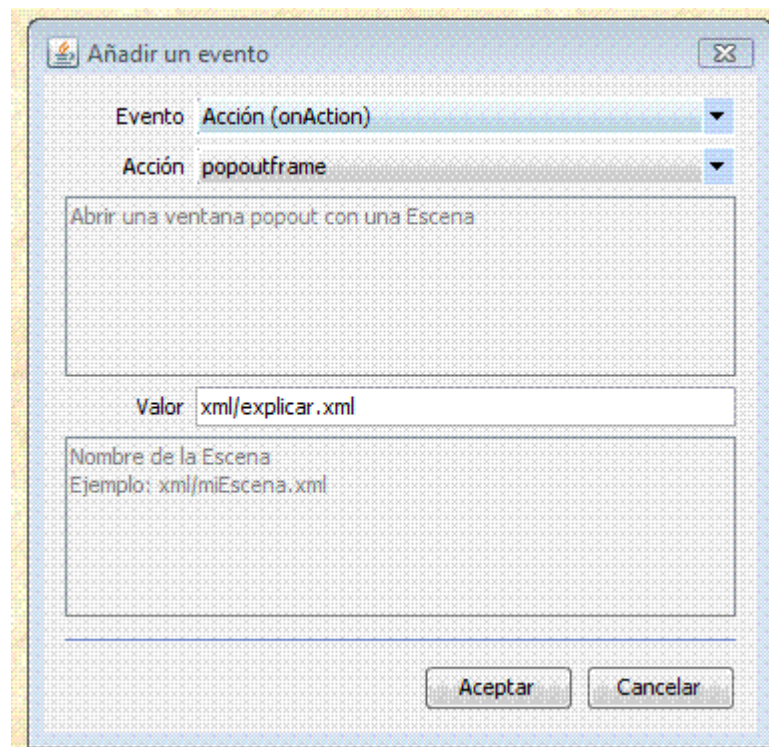 Añadir un evento
Evento Acción (onAction)
Acción popoutframe
Abrir una ventana popout con una Escena
Valor xml/explicar.xml
Nombre de la Escena
Ejemplo: xml/miEscena.xml
Aceptar Cancelar